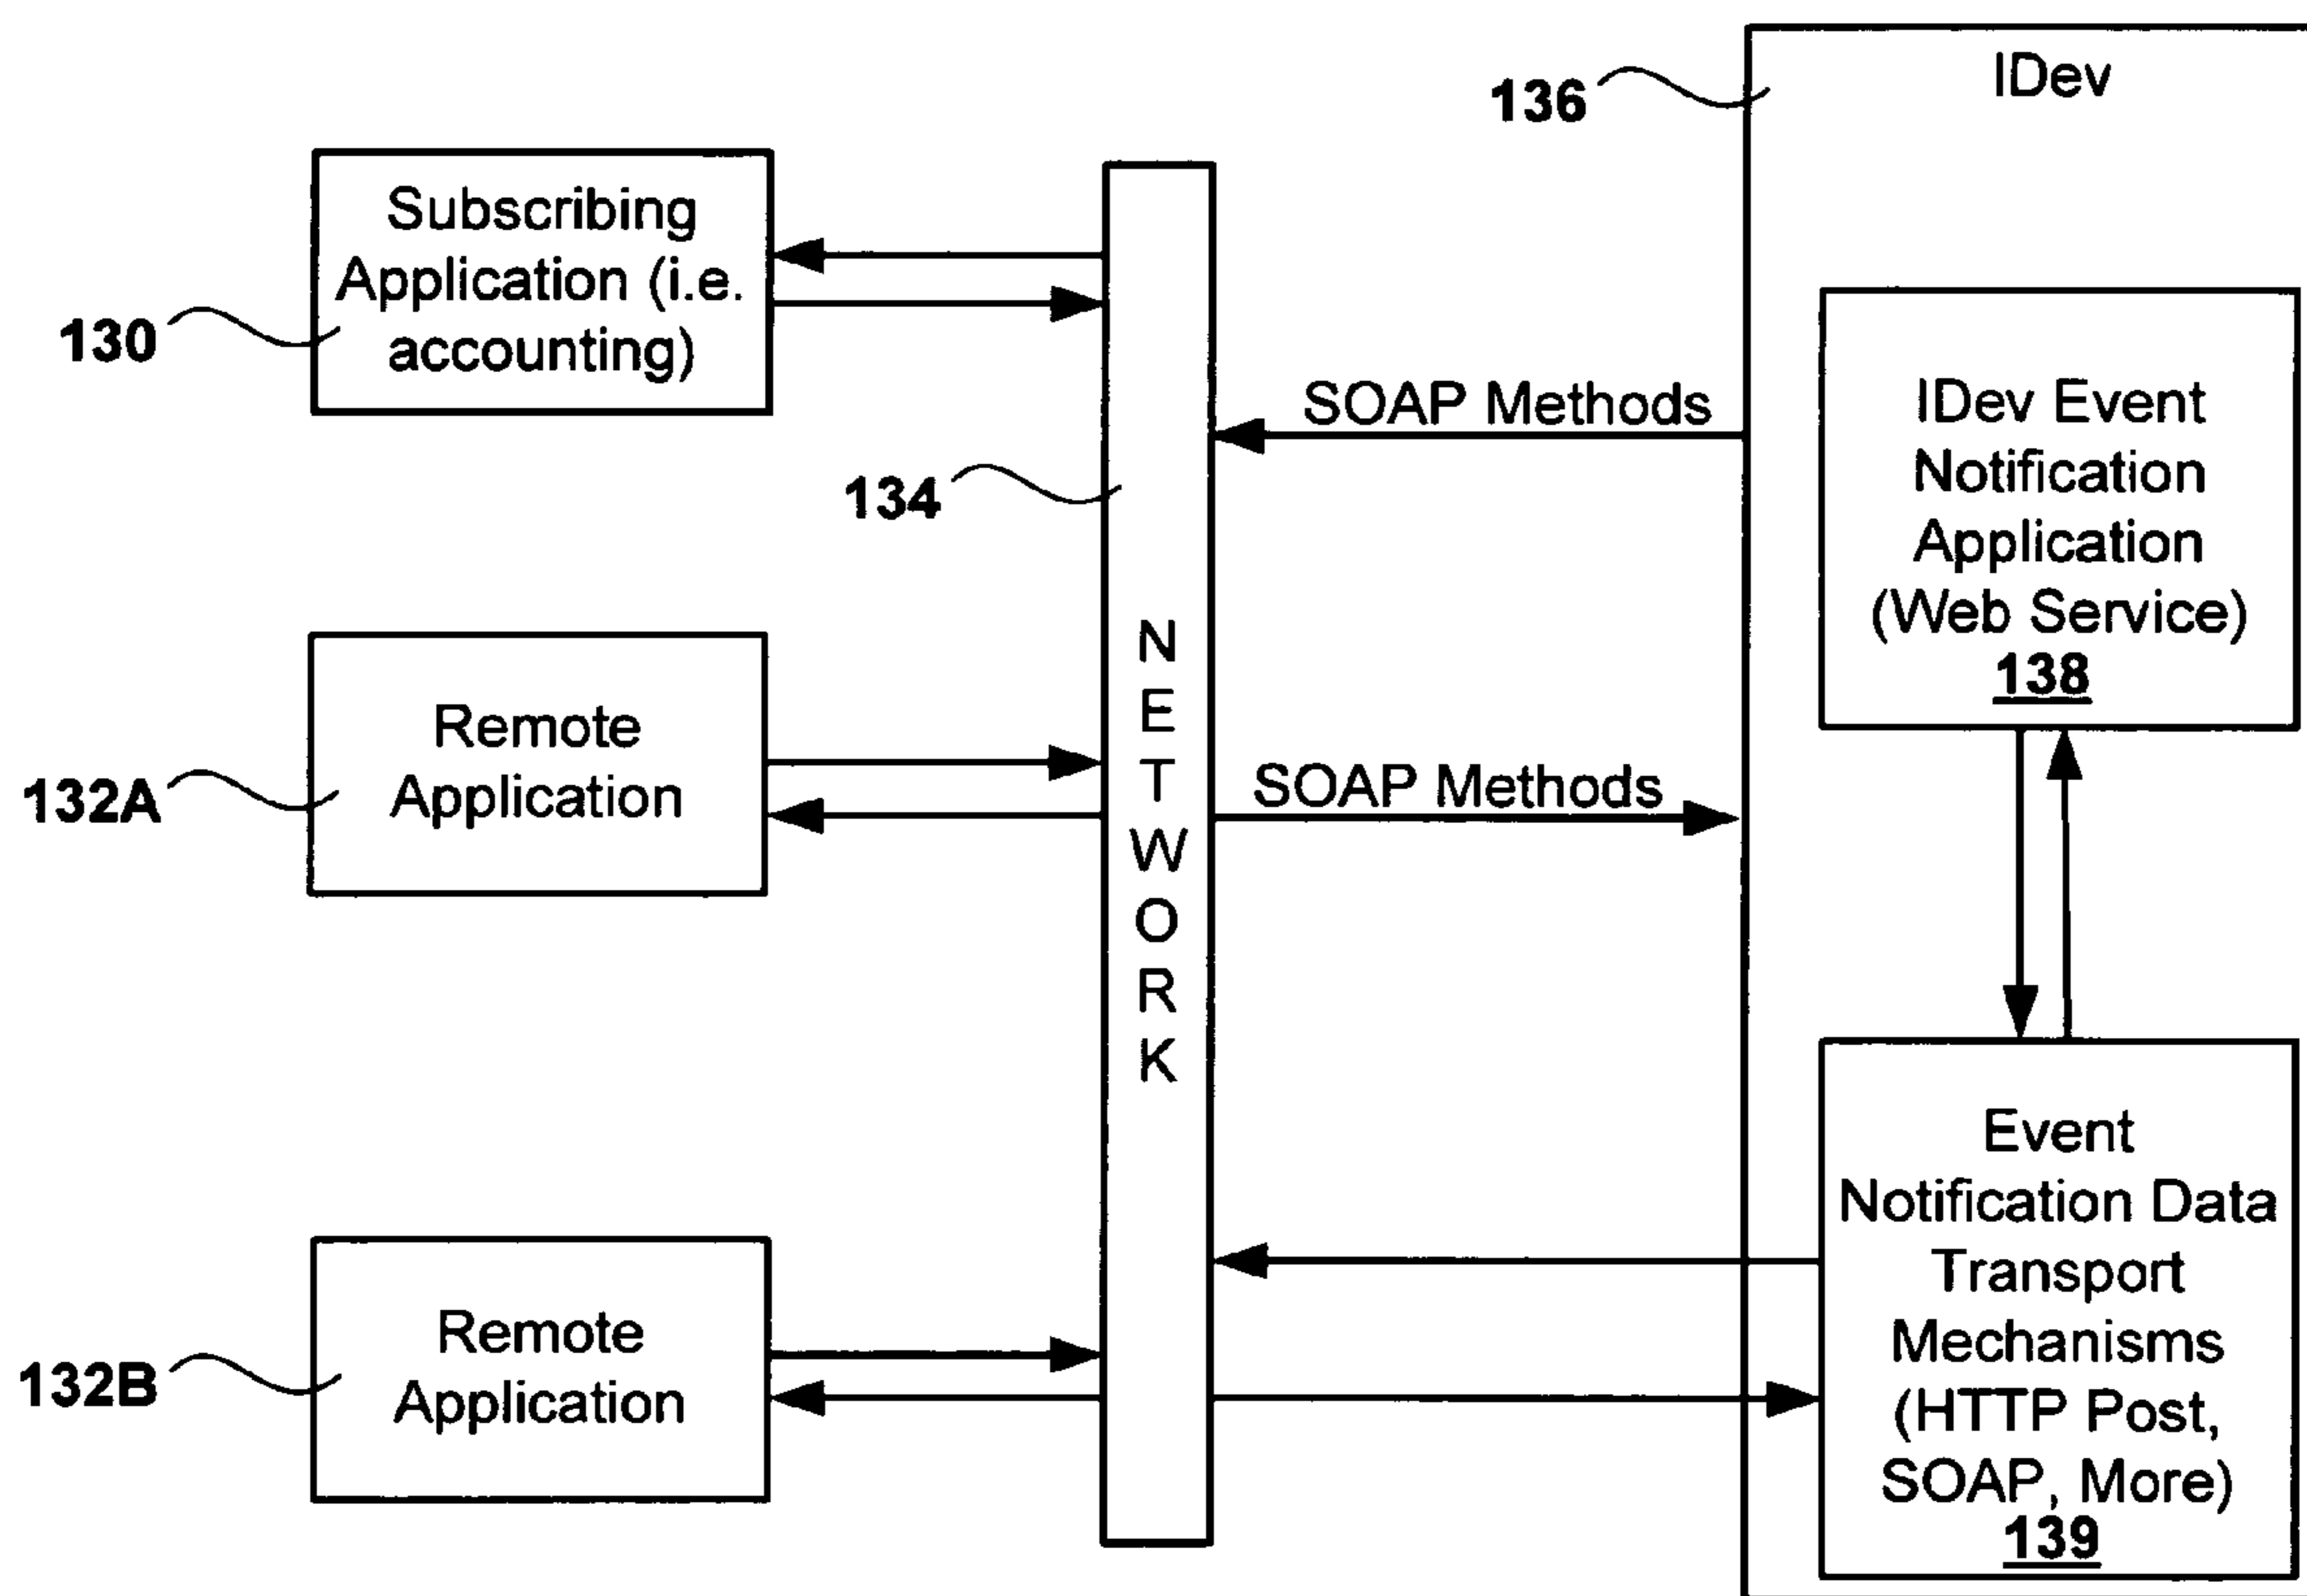 IDev
136
Subscribing
Application (i.e.
accounting)
130
SOAP Methods
134
IDev Event
Notification
Application
(Web Service)
138
NETWORK
Remote
Application
132A
SOAP Methods
Event
Notification Data
Transport
Mechanisms
(HTTP Post,
SOAP, More)
139
Remote
Application
132B